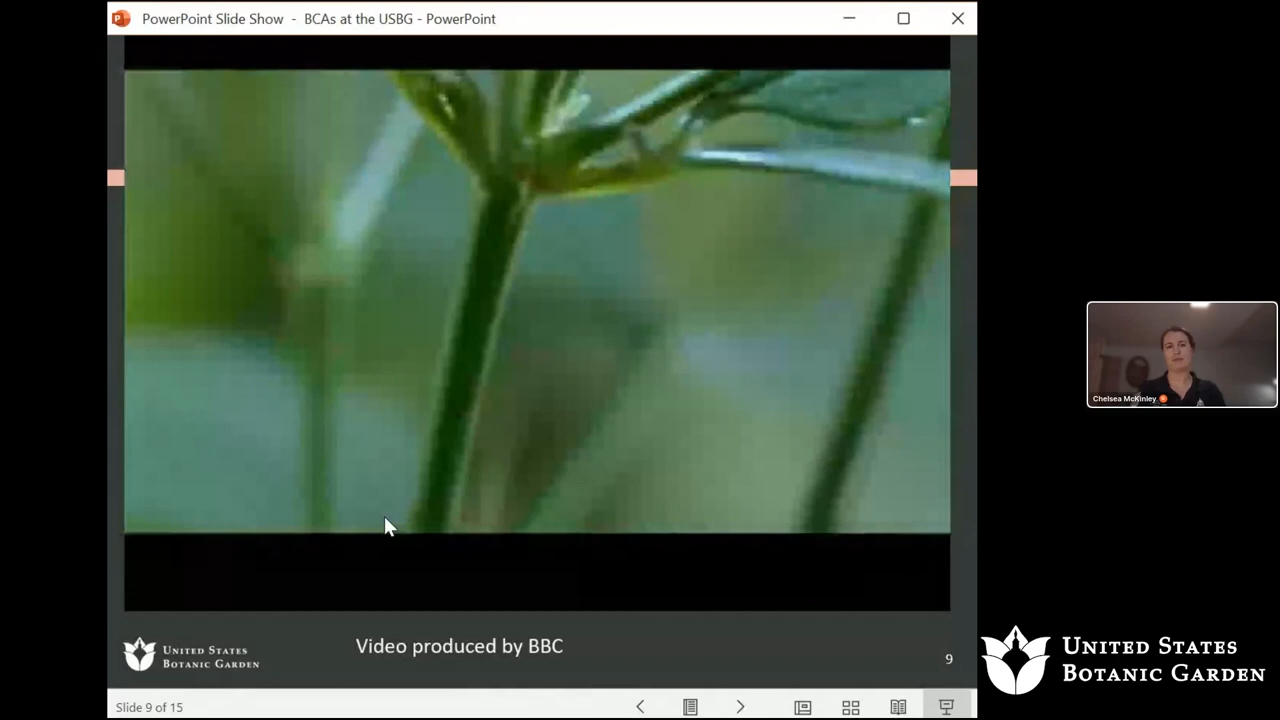 PowerPoint Slide Show - BCAs at the USBG - PowerPoint
Chelsea McKinley
UNITED STATES
BOTANIC GARDEN
Video produced by BBC
9
UNITED STATES
BOTANIC GARDEN
Slide 9 of 15